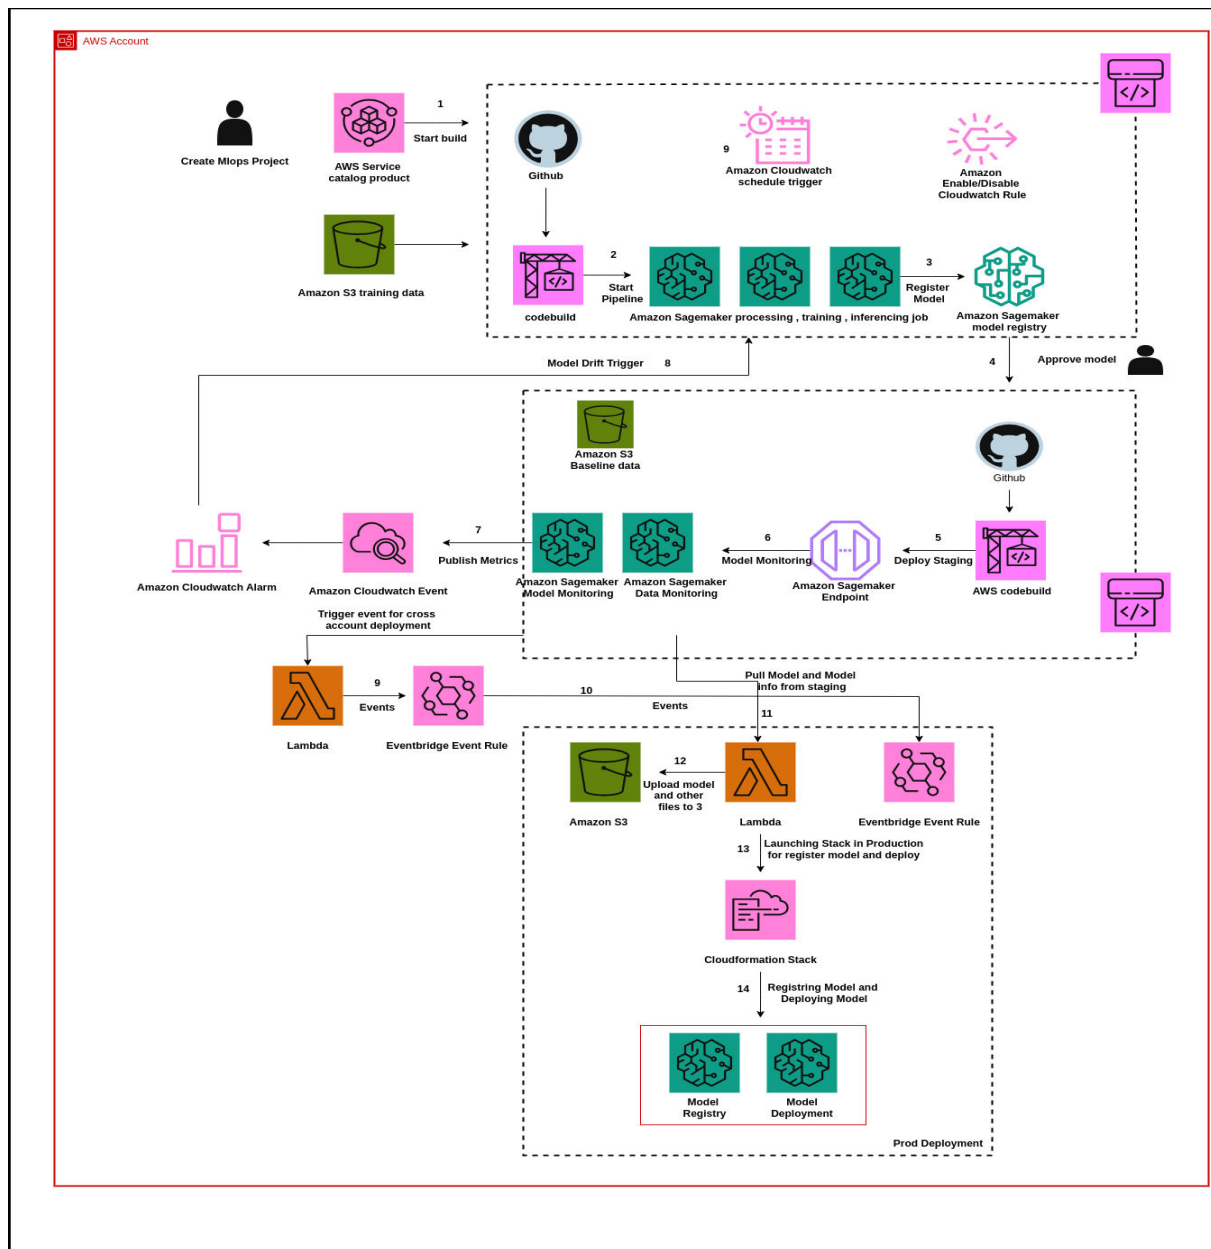 AWS Account
1
Start build
Create Mlops Project
AWS Service
catalog product
Github
9
Amazon Cloudwatch
schedule trigger
Amazon
Enable/Disable
Cloudwatch Rule
Amazon S3 training data
2
Start
Pipeline
3
Register
Model
codebuild
Amazon Sagemaker processing , training , inferencing job
Amazon Sagemaker
model registry
Model Drift Trigger
8
4
Approve model
Amazon S3
Baseline data
Github
7
Publish Metrics
6
Model Monitoring
5
Deploy Staging
Amazon Cloudwatch Alarm
Amazon Cloudwatch Event
Amazon Sagemaker
Model Monitoring
Amazon Sagemaker
Data Monitoring
Amazon Sagemaker
Endpoint
AWS codebuild
Trigger event for cross
account deployment
9
Events
10
Events
Pull Model and Model
info from staging
11
Lambda
Eventbridge Event Rule
12
Upload model
and other
files to 3
Amazon S3
Lambda
Eventbridge Event Rule
13
Launching Stack in Production
for register model and deploy
Cloudformation Stack
14
Registring Model and
Deploying Model
Model
Registry
Model
Deployment
Prod Deployment